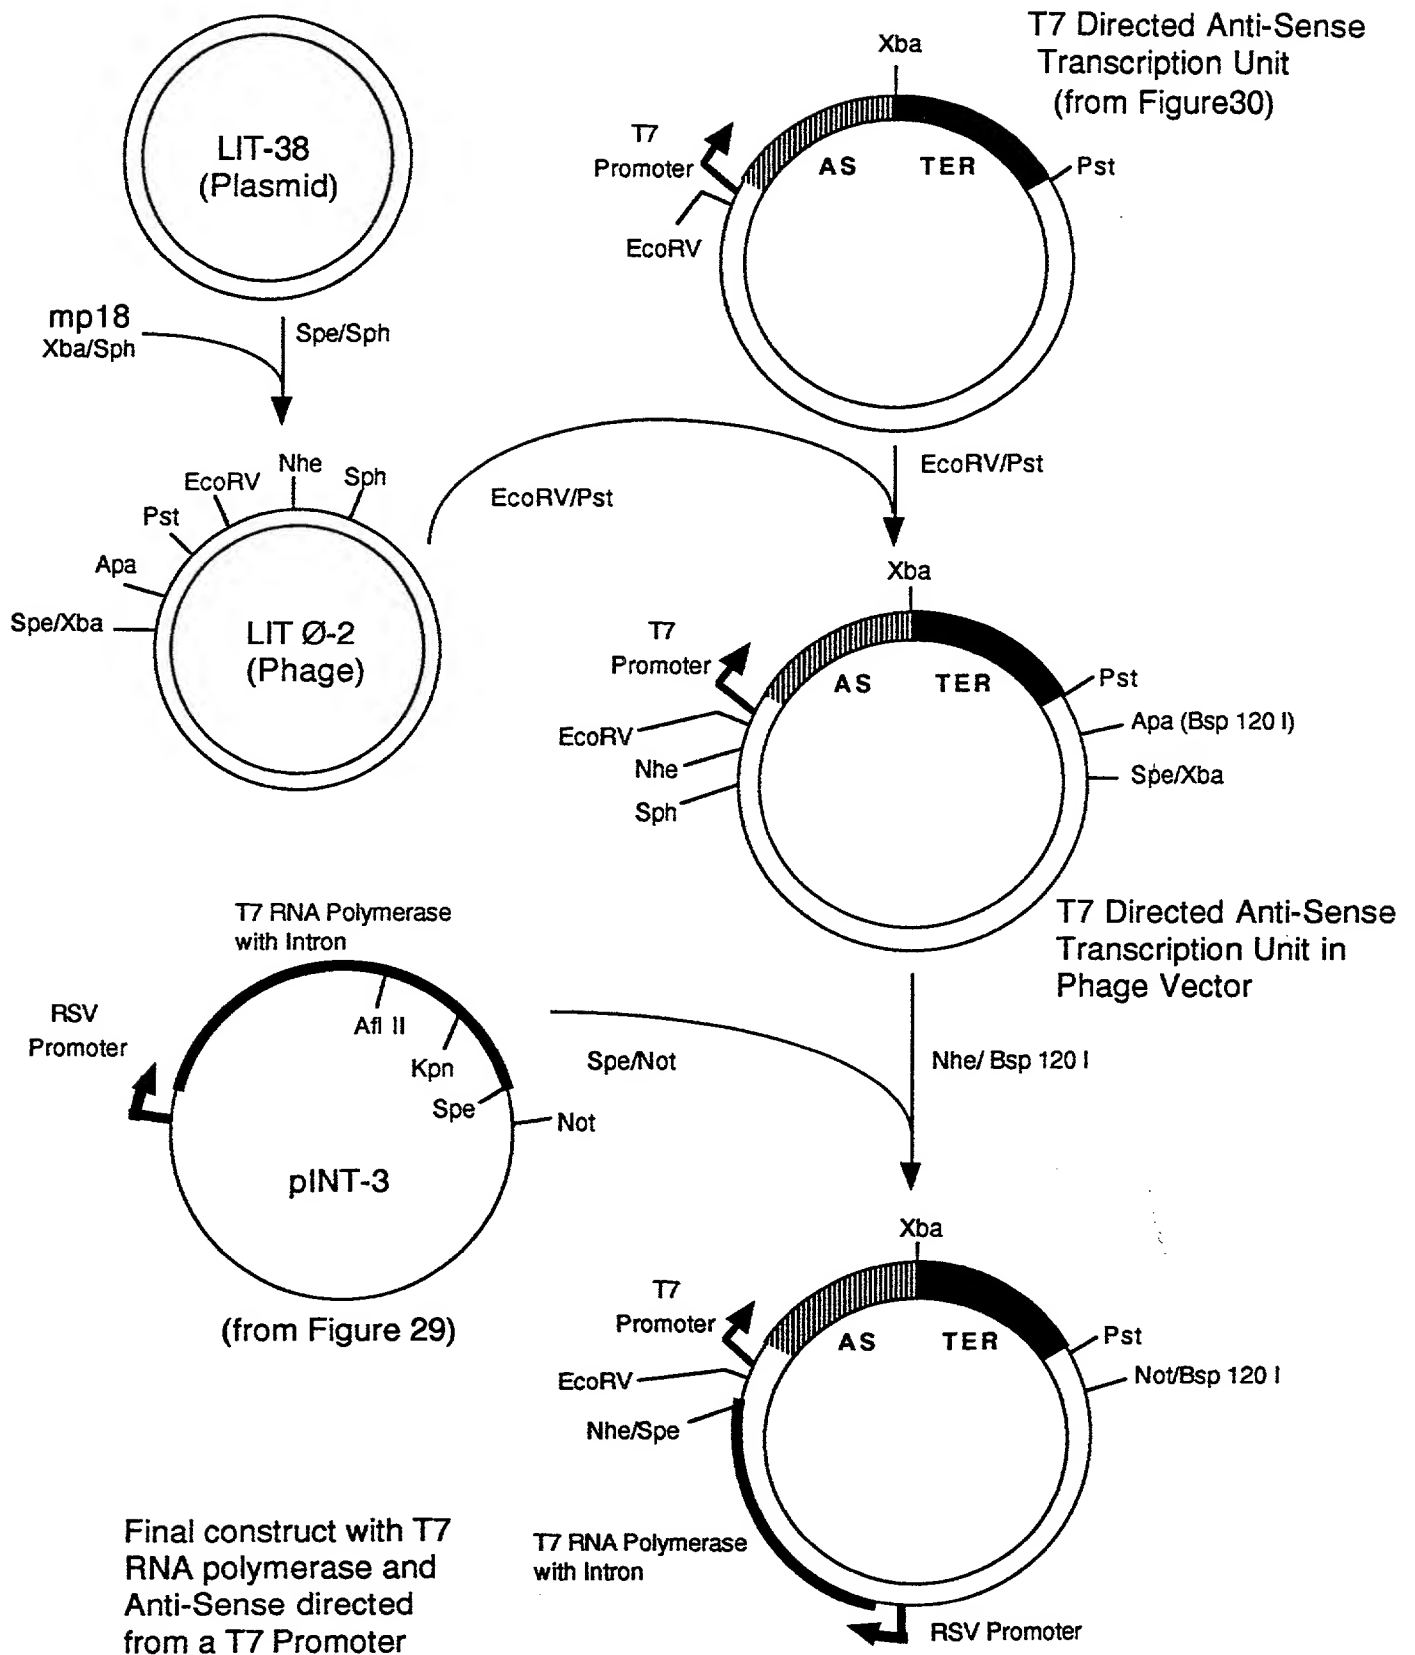 LIT-38
(Plasmid)
mp18
Xba/Sph
Spe/Sph
T7 Directed Anti-Sense
Transcription Unit
(from Figure30)
Xba
T7
Promoter
AS
TER
Pst
EcoRV
EcoRV/Pst
EcoRV/Pst
Nhe
EcoRV
Sph
Pst
Apa
Spe/Xba
LIT Ø-2
(Phage)
Xba
T7
Promoter
AS
TER
Pst
EcoRV
Apa (Bsp 120 I)
Nhe
Spe/Xba
Sph
T7 Directed Anti-Sense
Transcription Unit in
Phage Vector
T7 RNA Polymerase
with Intron
RSV
Promoter
Afl II
Kpn
Spe
Not
pINT-3
(from Figure 29)
Spe/Not
Nhe/ Bsp 120 I
Xba
T7
Promoter
AS
TER
Pst
EcoRV
Not/Bsp 120 I
Nhe/Spe
T7 RNA Polymerase
with Intron
RSV Promoter
Final construct with T7
RNA polymerase and
Anti-Sense directed
from a T7 Promoter